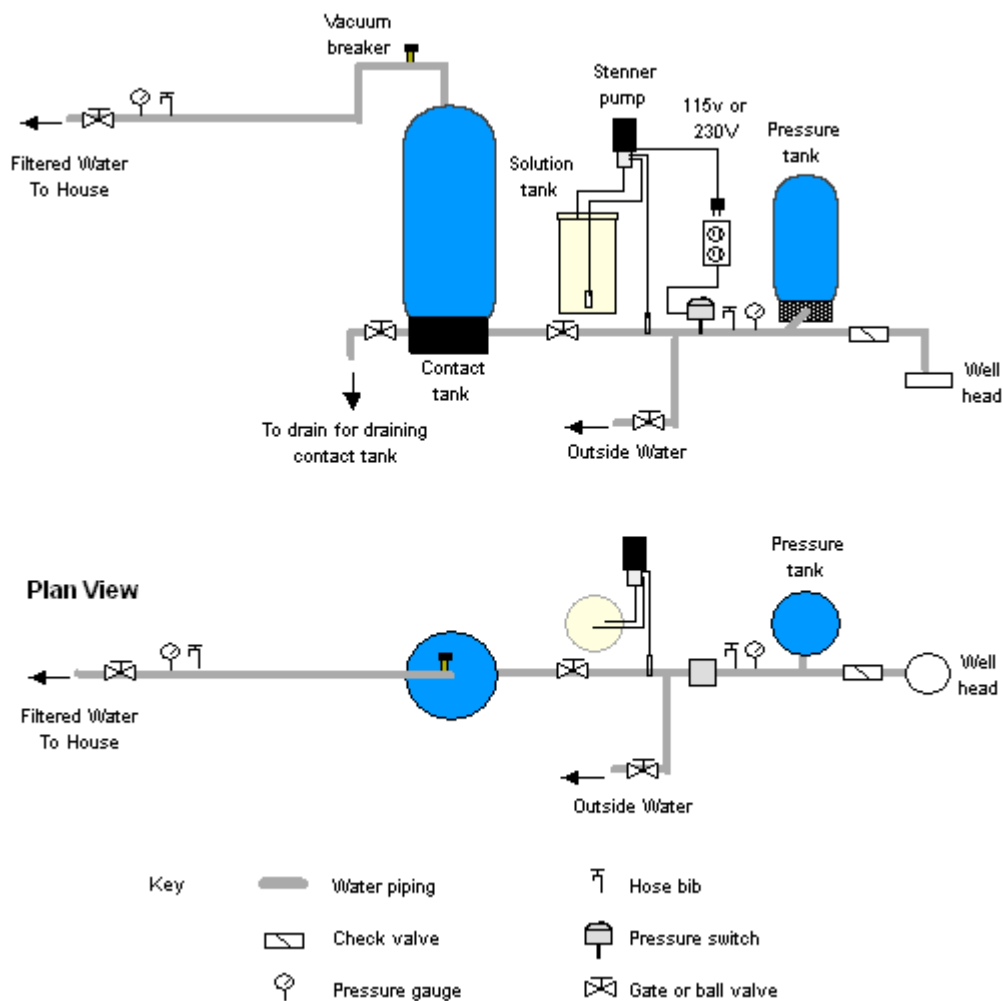 Vacuum
breaker
Stenner
pump
115v or
230V
Pressure
tank
Filtered Water
To House
Solution
tank
Contact
tank
Well
head
To drain for draining
contact tank
Outside Water
Plan View
Pressure
tank
Well
head
Filtered Water
To House
Outside Water
Key
Water piping
Hose bib
Check valve
Pressure switch
Pressure gauge
Gate or ball valve